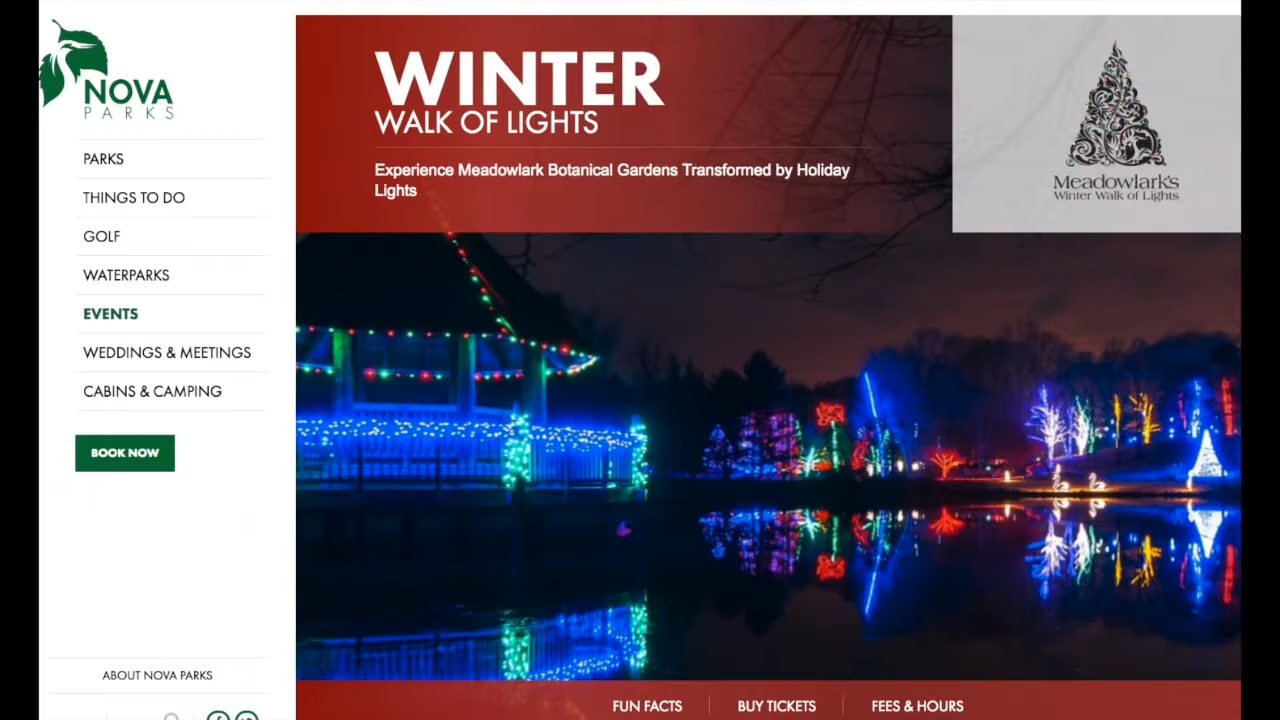 NOVA
PARKS
PARKS
THINGS TO DO
GOLF
WATERPARKS
EVENTS
WEDDINGS & MEETINGS
CABINS & CAMPING
BOOK NOW
ABOUT NOVA PARKS
WINTER
WALK OF LIGHTS
Experience Meadowlark Botanical Gardens Transformed by Holiday
Lights
Meadowlark's
Winter Walk of Lights
FUN FACTS
BUY TICKETS
FEES & HOURS